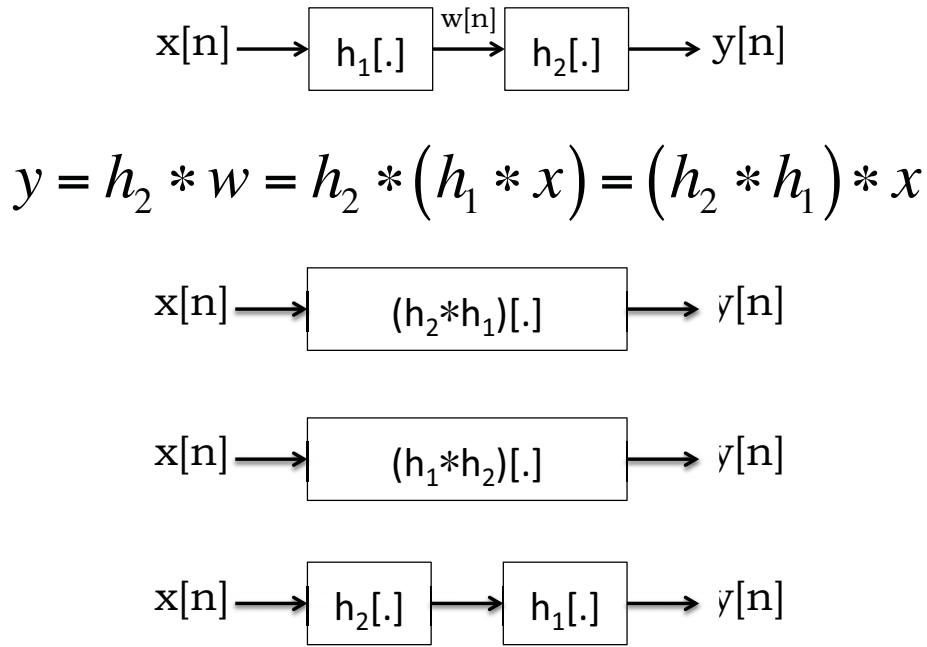 w[n]
x[n] h₁[.] h₂[.] y[n]
y = h₂ * w = h₂ * (h₁ * x) = (h₂ * h₁) * x
x[n] (h₂*h₁)[.] y[n]
x[n] (h₁*h₂)[.] y[n]
x[n] h₂[.] h₁[.] y[n]